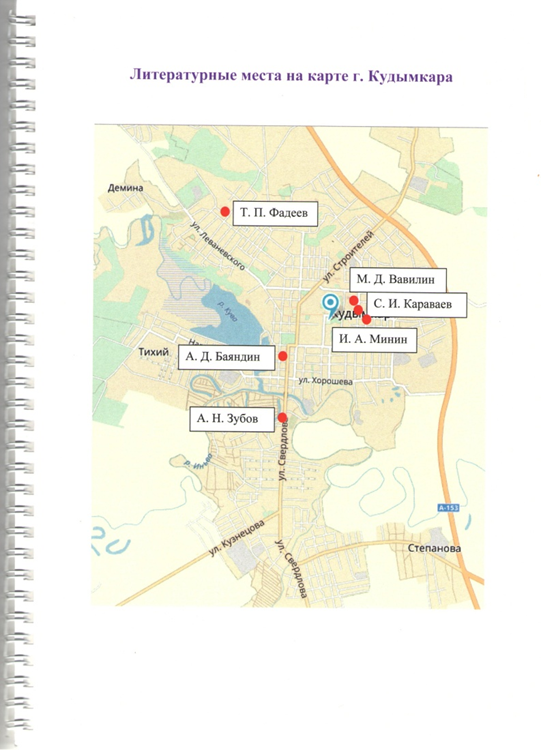 Литературные места на карте г. Кудымкара
Демина
Т. П. Фадеев
ул. Леваневского
ул. Строителей
М. Д. Вавилин
С. И. Караваев
И. А. Минин
Тихий
А. Д. Баяндин
ул. Хорошева
А. Н. Зубов
ул. Свердлова
р. Иньва
А-153
ул. Кузнецова
Степанова
ул. Свердлова